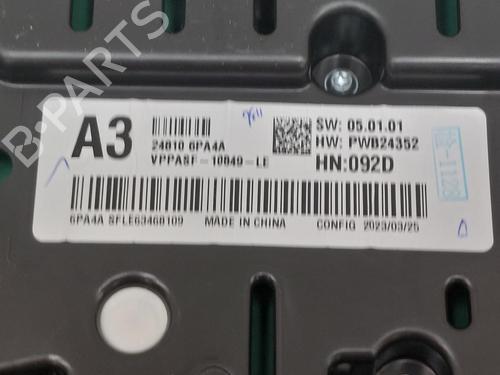 B-PARTS
A3
24810 6PA4A
VPPASF-10849-LE
SW: 05.01.01
HW: PWB24352
HN:092D
6PA4A SFLE63460109
MADE IN CHINA
CONFIG 2023/03/25